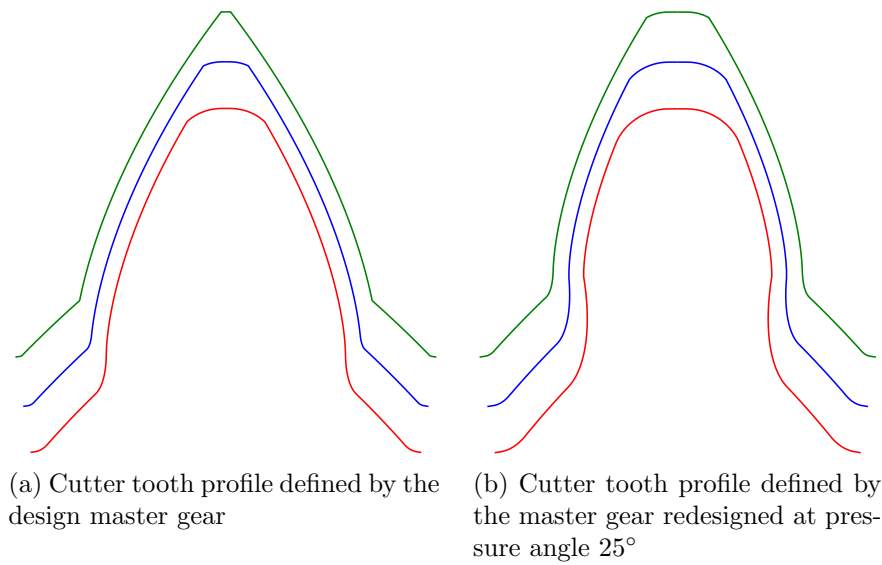 (a) Cutter tooth profile defined by the
design master gear
(b) Cutter tooth profile defined by
the master gear redesigned at pres-
sure angle 25°